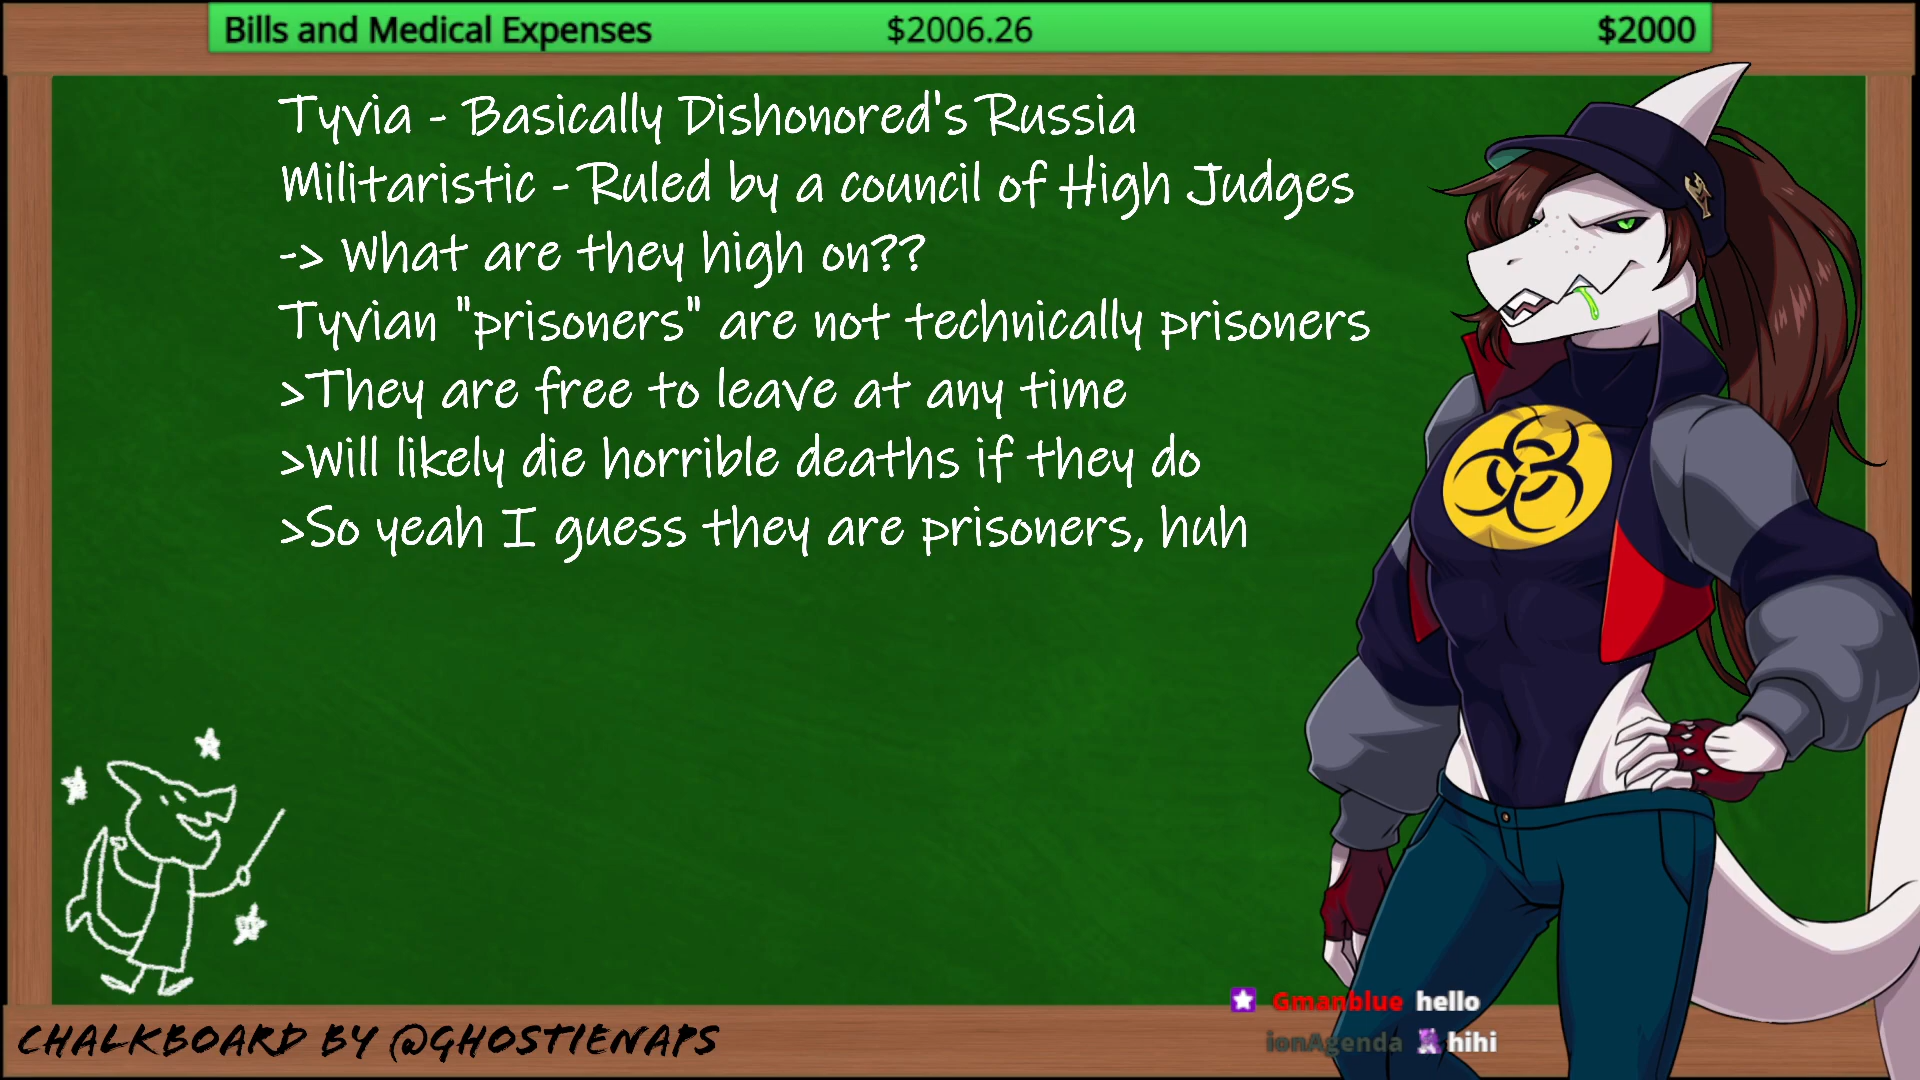 Bills and Medical Expenses $2006.26 $2000
Tyvia - Basically Dishonored's Russia
Militaristic - Ruled by a council of High Judges
-> What are they high on??
Tyvian "prisoners" are not technically prisoners
>They are free to leave at any time
>Will likely die horrible deaths if they do
>So yeah I guess they are prisoners, huh
Gmanblue hello
ionAgenda hihi
CHALKBOARD BY @GHOSTIENAPS